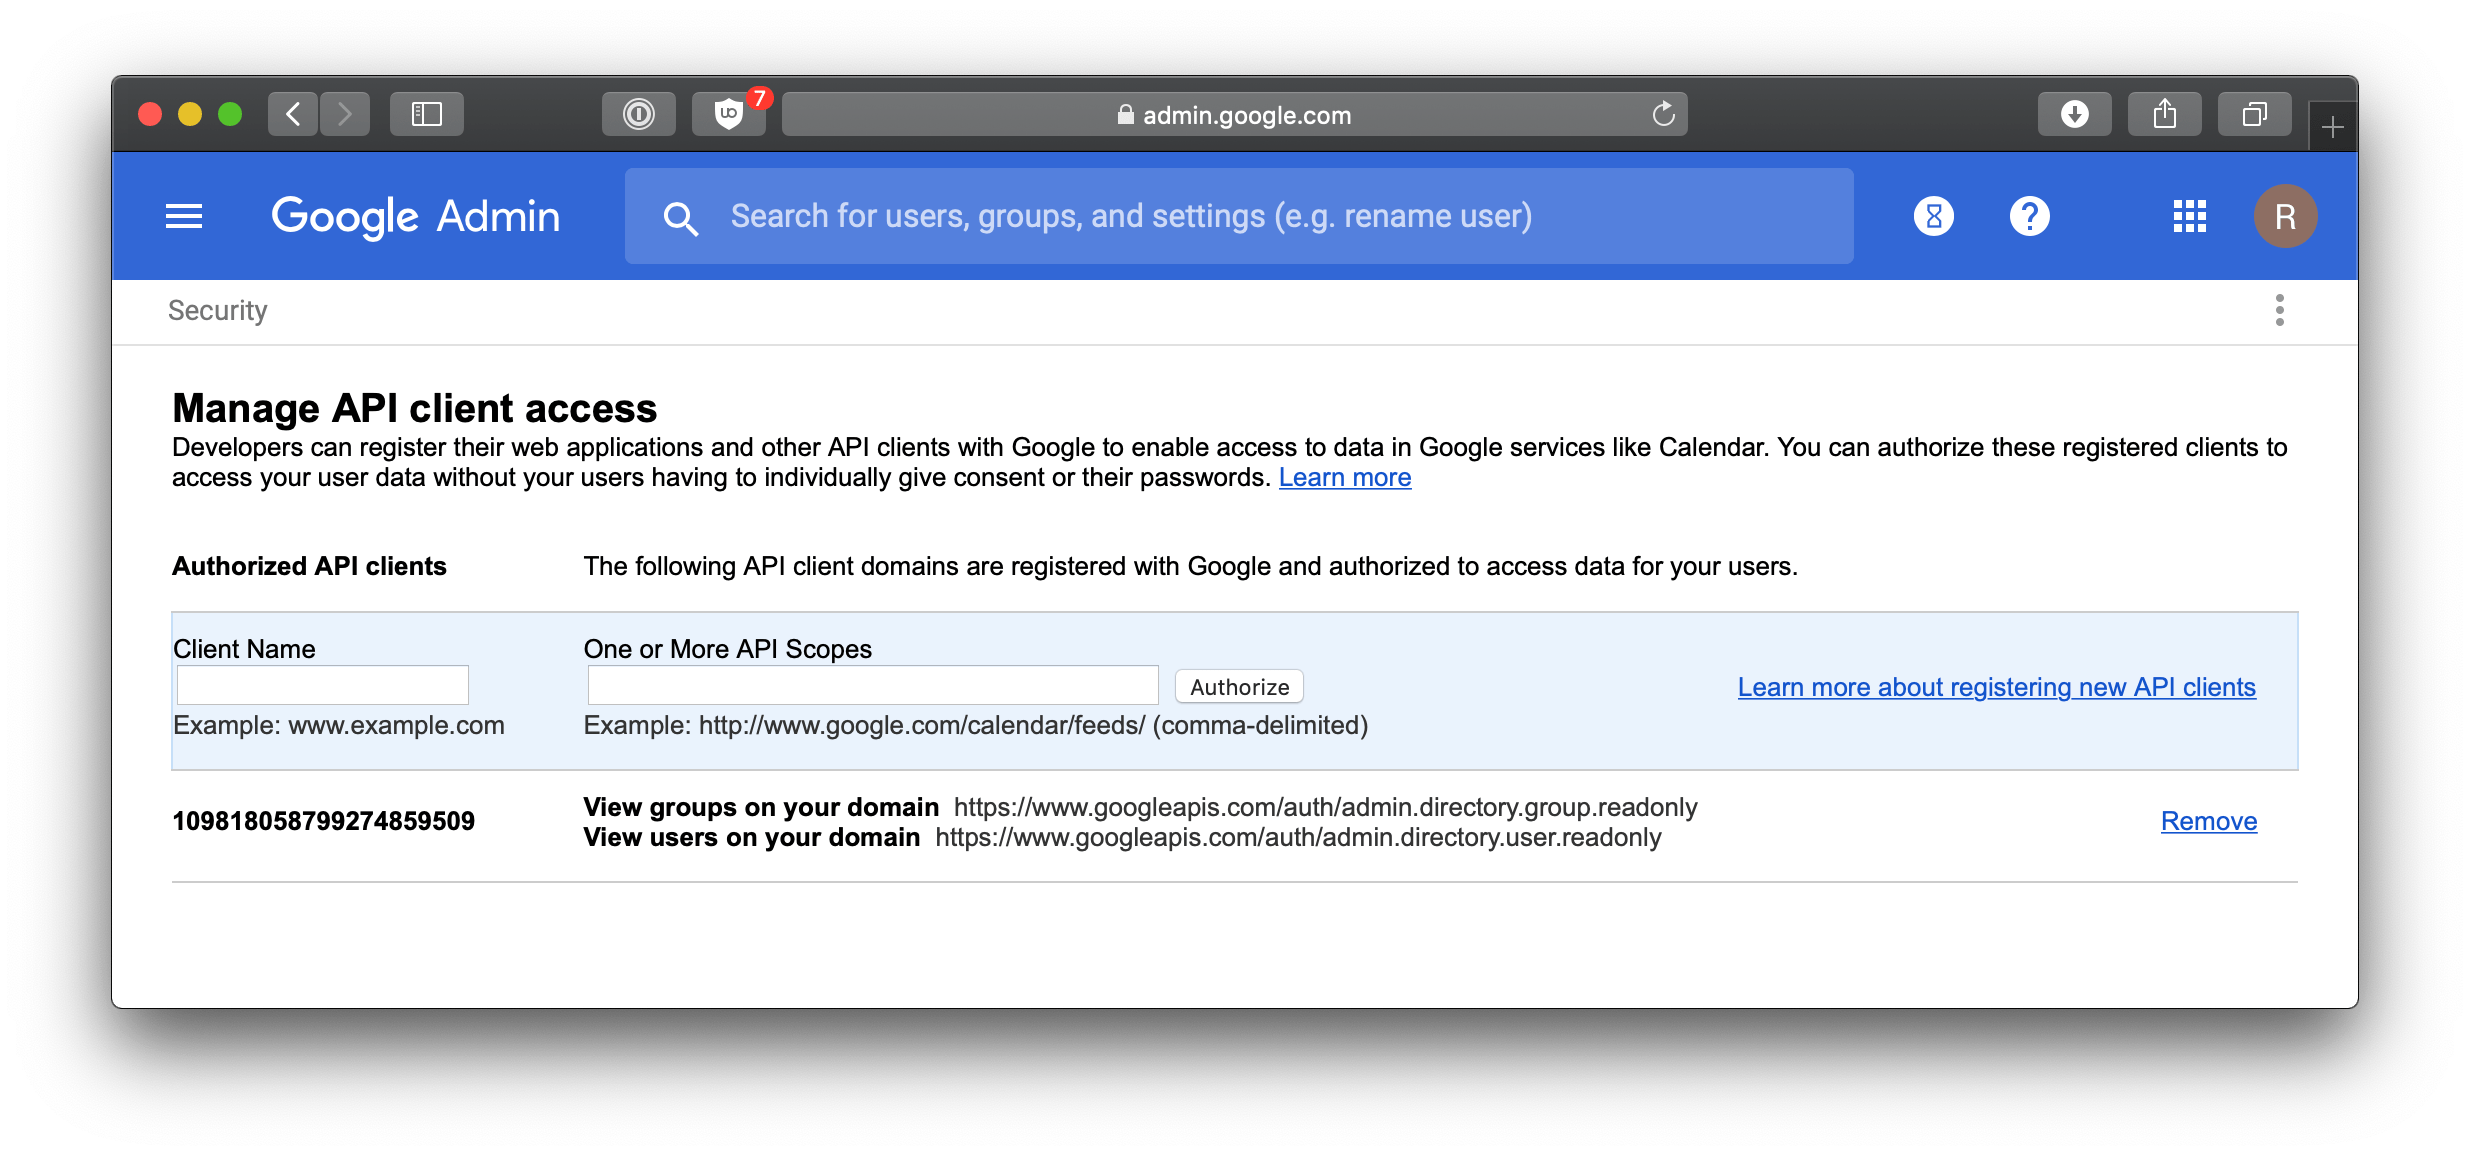 7
admin.google.com
Google Admin
Search for users, groups, and settings (e.g. rename user)
R
Security
Manage API client access
Developers can register their web applications and other API clients with Google to enable access to data in Google services like Calendar. You can authorize these registered clients to
access your user data without your users having to individually give consent or their passwords. Learn more
Authorized API clients
The following API client domains are registered with Google and authorized to access data for your users.
Client Name
One or More API Scopes
Authorize
Learn more about registering new API clients
Example: www.example.com
Example: http://www.google.com/calendar/feeds/ (comma-delimited)
109818058799274859509
View groups on your domain https://www.googleapis.com/auth/admin.directory.group.readonly
View users on your domain https://www.googleapis.com/auth/admin.directory.user.readonly
Remove